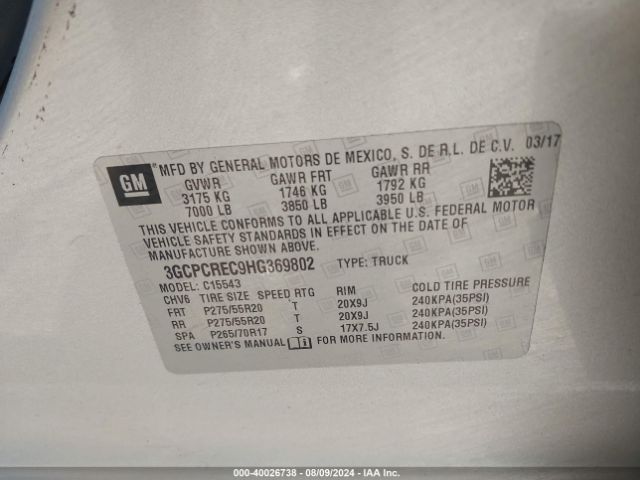 GM
® MFD BY GENERAL MOTORS DE MEXICO, S. DE R.L. DE C.V. 03/17
GVWR GAWR FRT GAWR RR
3175 KG 1746 KG 1792 KG
7000 LB 3850 LB 3950 LB
THIS VEHICLE CONFORMS TO ALL APPLICABLE U.S. FEDERAL MOTOR
VEHICLE SAFETY STANDARDS IN EFFECT ON THE DATE OF
MANUFACTURE SHOWN ABOVE.
3GCPCREC9HG369802 TYPE: TRUCK
MODEL: C15543
CHV6 TIRE SIZE SPEED RTG RIM COLD TIRE PRESSURE
FRT P275/55R20 T 20X9J 240KPA(35PSI)
RR P275/55R20 T 20X9J 240KPA(35PSI)
SPA P265/70R17 S 17X7.5J 240KPA(35PSI)
SEE OWNER'S MANUAL FOR MORE INFORMATION.
000-40026738 - 08/09/2024 - IAA, Inc.